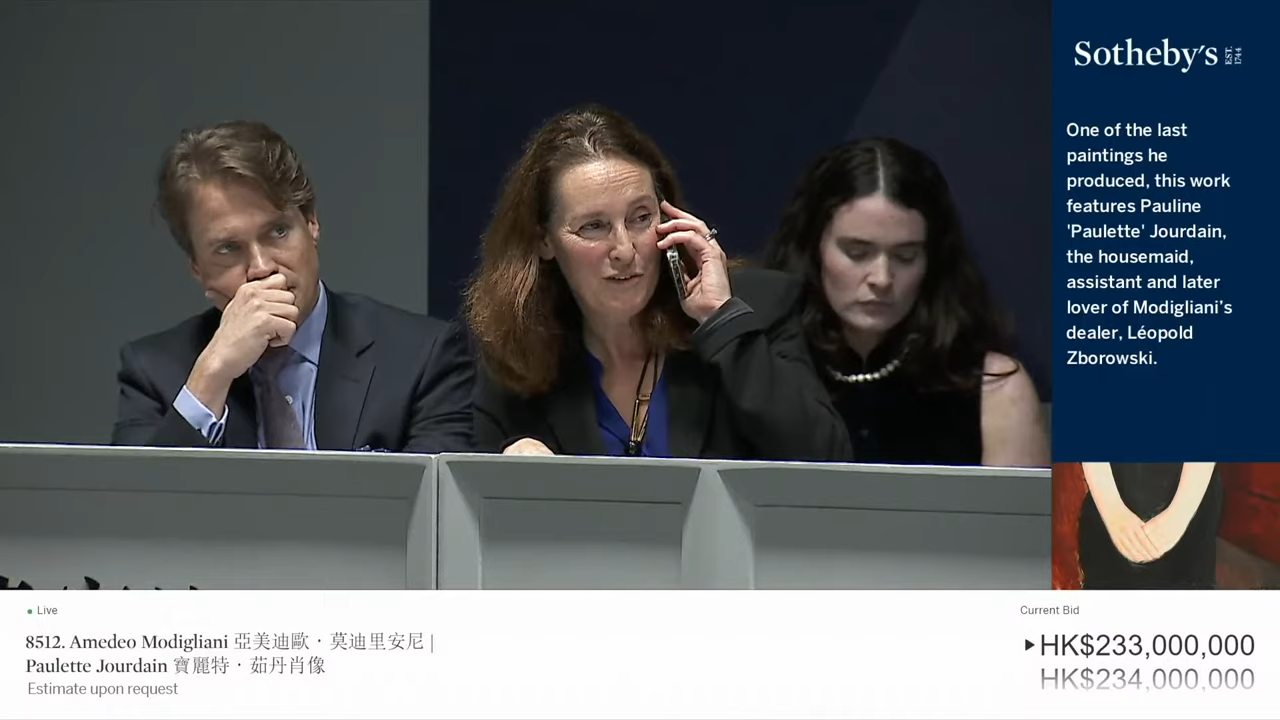 Sotheby's EST. 1744
One of the last
paintings he
produced, this work
features Pauline
'Paulette' Jourdain,
the housemaid,
assistant and later
lover of Modigliani's
dealer, Léopold
Zborowski.
Live
8512. Amedeo Modigliani 亞美迪歐・莫迪里安尼 |
Paulette Jourdain 寶麗特・茹丹肖像
Estimate upon request
Current Bid
HK$233,000,000
HK$234,000,000